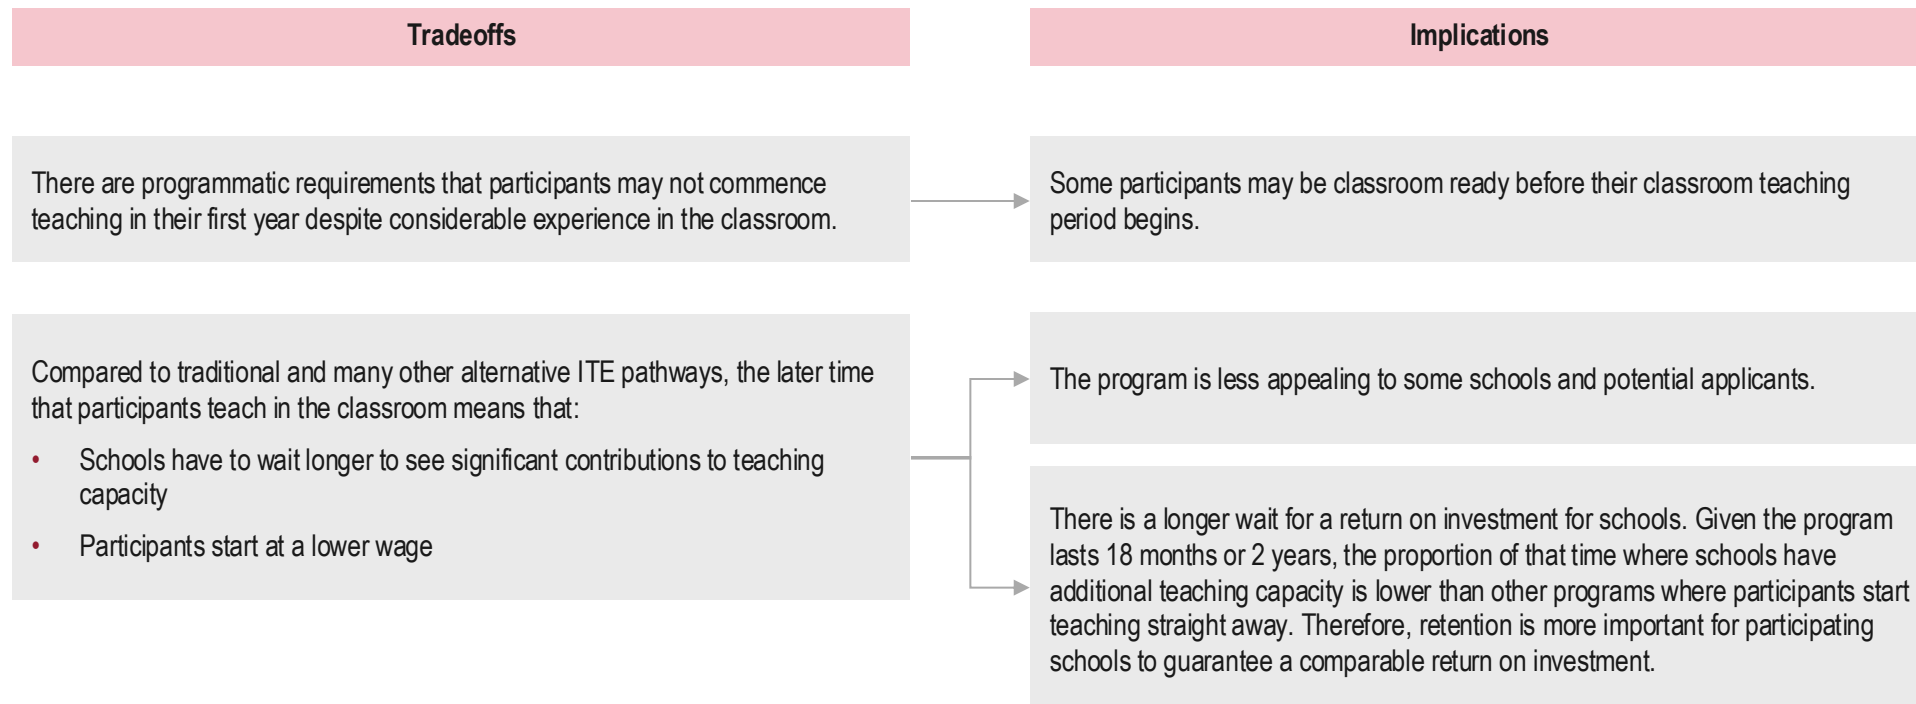 Tradeoffs
Implications
There are programmatic requirements that participants may not commence
teaching in their first year despite considerable experience in the classroom.
Some participants may be classroom ready before their classroom teaching
period begins.
Compared to traditional and many other alternative ITE pathways, the later time
that participants teach in the classroom means that:
• Schools have to wait longer to see significant contributions to teaching
capacity
• Participants start at a lower wage
The program is less appealing to some schools and potential applicants.
There is a longer wait for a return on investment for schools. Given the program
lasts 18 months or 2 years, the proportion of that time where schools have
additional teaching capacity is lower than other programs where participants start
teaching straight away. Therefore, retention is more important for participating
schools to guarantee a comparable return on investment.